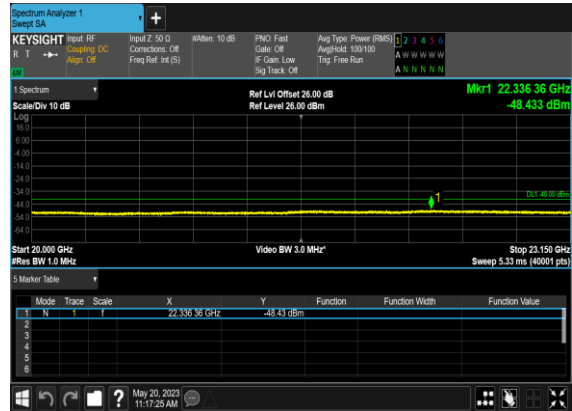 Spectrum Analyzer 1
Swept SA
+
KEYSIGHT Input: RF Input Z: 50 Ω #Atten: 10 dB PNO: Fast Avg Type: Power (RMS) 1 2 3 4 5 6
R T Coupling: DC Corrections: Off Gate: Off Avg|Hold: 100/100 A W W W W W
Align: Off Freq Ref: Int (S) IF Gain: Low Trig: Free Run
Sig Track: Off A N N N N N
1 Spectrum Ref Lvl Offset 26.00 dB Mkr1 22.336 36 GHz
Scale/Div 10 dB Ref Level 26.00 dBm -48.433 dBm
Log
16.0
6.00
-4.00
-14.0
-24.0
-34.0
DL1 -40.00 dBm
-44.0
1
-54.0
-64.0
Start 20.000 GHz Video BW 3.0 MHz* Stop 23.150 GHz
#Res BW 1.0 MHz Sweep 5.33 ms (40001 pts)
5 Marker Table
Mode Trace Scale X Y Function Function Width Function Value
1 N 1 f 22.336 36 GHz -48.43 dBm
2
3
4
5
6
? May 20, 2023
11:17:25 AM